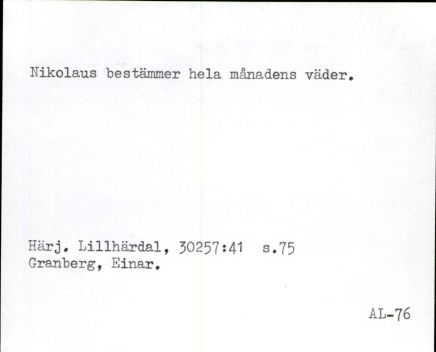 Nikolaus bestämmer hela månadens väder.
Härj. Lillhärdal, 30257:41 s.75
Granberg, Einar.
AL-76